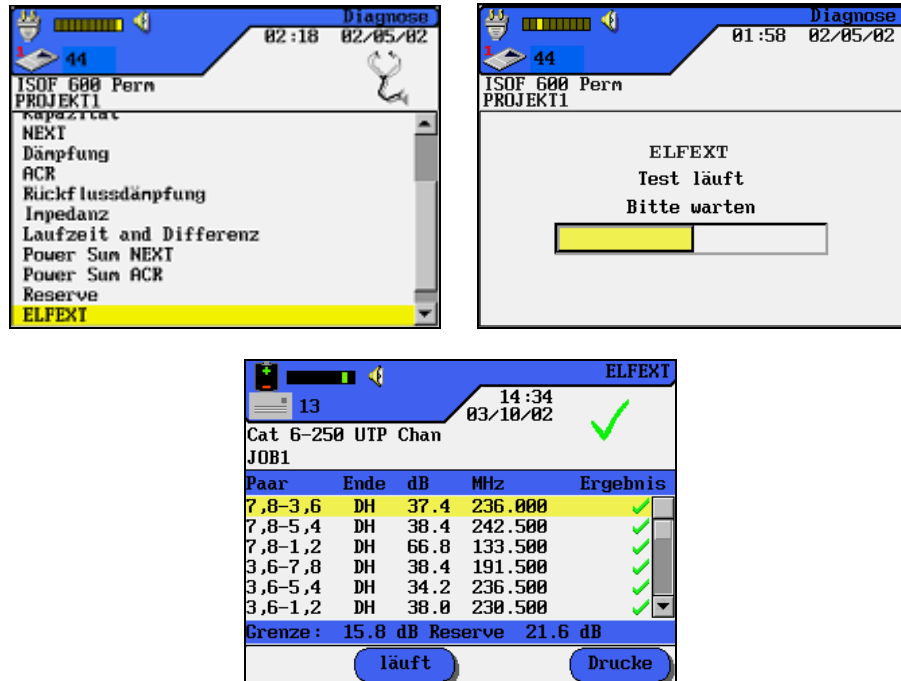 Diagnose
02:18 02/05/02
1
44
ISOF 600 Perm
PROJEKT1
Kapazität
NEXT
Dämpfung
ACR
Rückflussdämpfung
Impedanz
Laufzeit and Differenz
Power Sum NEXT
Power Sum ACR
Reserve
ELFEXT
Diagnose
01:58 02/05/02
1
44
ISOF 600 Perm
PROJEKT1
ELFEXT
Test läuft
Bitte warten
ELFEXT
14:34
03/10/02
13
Cat 6-250 UTP Chan
JOB1
Paar Ende dB MHz Ergebnis
7,8-3,6 DH 37.4 236.000
7,8-5,4 DH 38.4 242.500
7,8-1,2 DH 66.8 133.500
3,6-7,8 DH 38.4 191.500
3,6-5,4 DH 34.2 236.500
3,6-1,2 DH 38.0 230.500
Grenze: 15.8 dB Reserve 21.6 dB
läuft Drucke